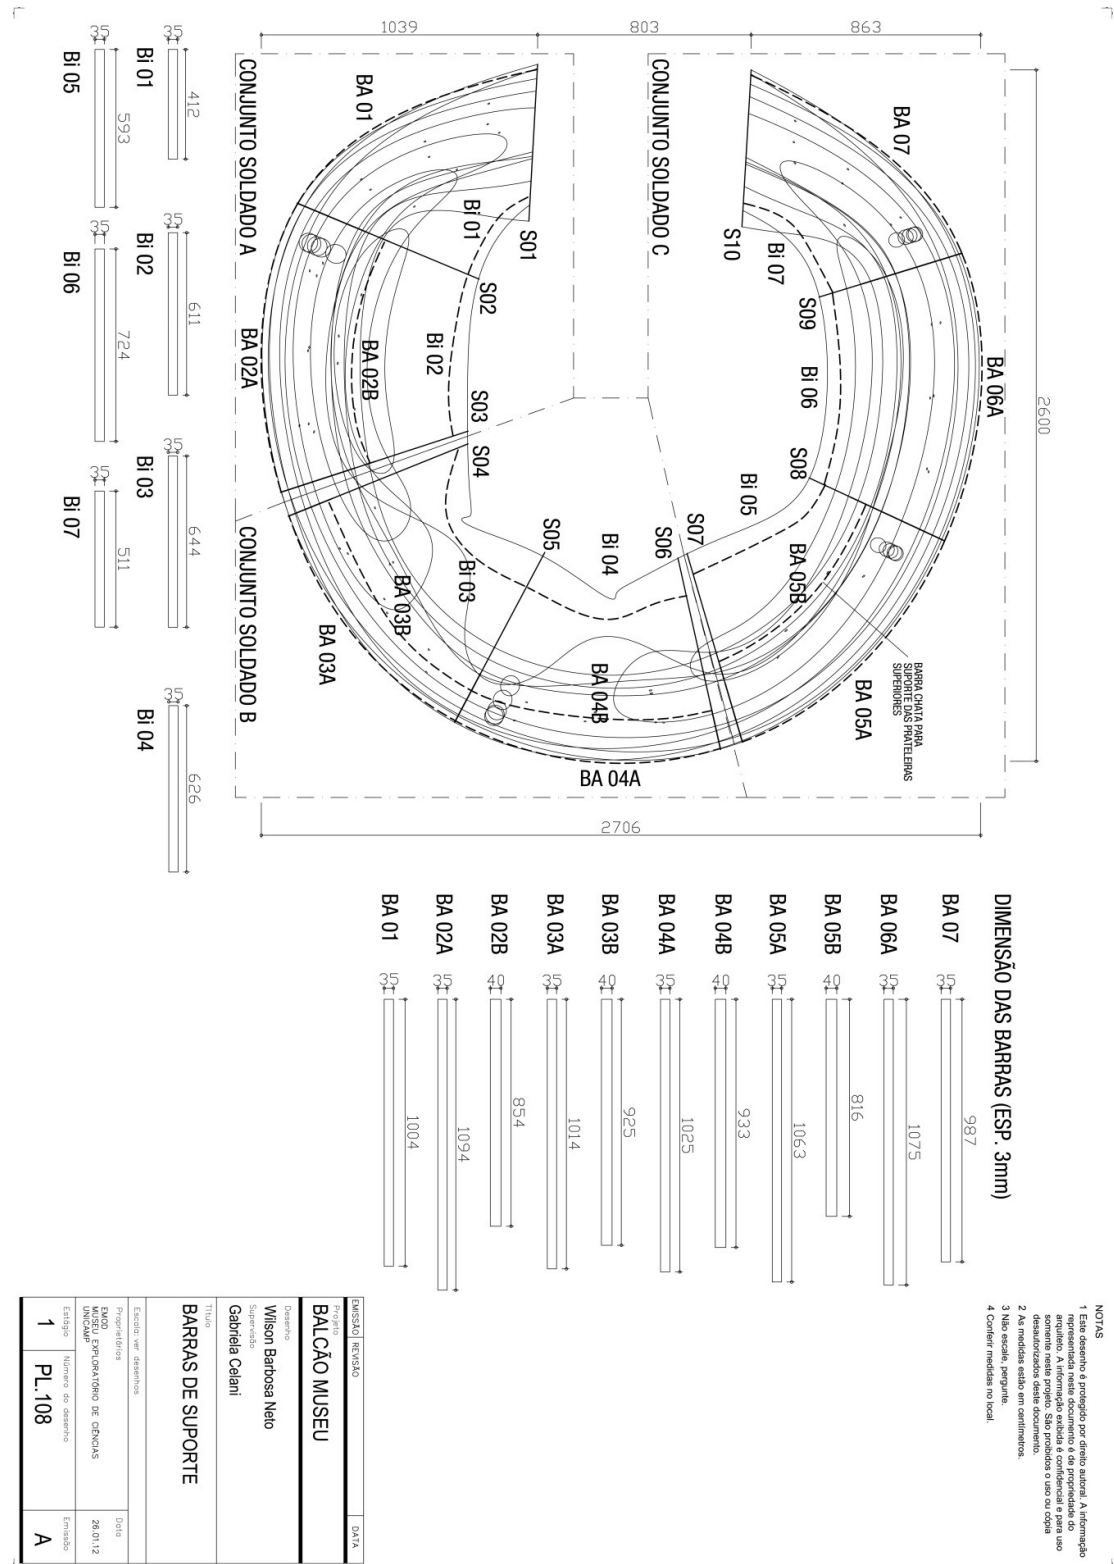 NOTAS
1 Este desenho é protegido por direito autoral. A informação
representada neste documento é de propriedade do
arquiteto. A informação exibida é confidencial e para uso
somente neste projeto. São proibidos o uso ou cópia
desautorizados deste documento.
2 As medidas estão em centímetros.
3 Não escale, pergunte.
4 Conferir medidas no local.
2600
BA 07
BA 06A
BARRA CHATA PARA
SUPORTE DAS PRATELEIRAS
SUPERIORES
BA 05A
863
S09
Bi 06
S08
Bi 05
BA 05B
Bi 07
S10
S07
S06
CONJUNTO SOLDADO C
803
Bi 04
BA 04B
BA 04A
S05
S01
S02
S03
S04
Bi 01
Bi 02
Bi 03
BA 02B
BA 03B
BA 01
BA 02A
BA 03A
1039
CONJUNTO SOLDADO A
CONJUNTO SOLDADO B
2706
DIMENSÃO DAS BARRAS (ESP. 3mm)
BA 07
35
987
BA 06A
35
1075
BA 05B
40
816
BA 05A
35
1063
BA 04B
40
933
BA 04A
35
1025
BA 03B
40
925
BA 03A
35
1014
BA 02B
40
854
BA 02A
35
1094
BA 01
35
1004
Bi 01
35
412
Bi 02
35
611
Bi 03
35
644
Bi 04
35
626
Bi 05
35
593
Bi 06
35
724
Bi 07
35
511
EMISSÃO REVISÃO
DATA
Projeto
BALCÃO MUSEU
Desenho
Wilson Barbosa Neto
Supervisão
Gabriela Celani
Título
BARRAS DE SUPORTE
Escala: ver desenhos
Proprietários
EMOD
MUSEU EXPLORATÓRIO DE CIÊNCIAS
UNICAMP
Data
26.01.12
Estágio
1
Número do desenho
PL.108
Emissão
A